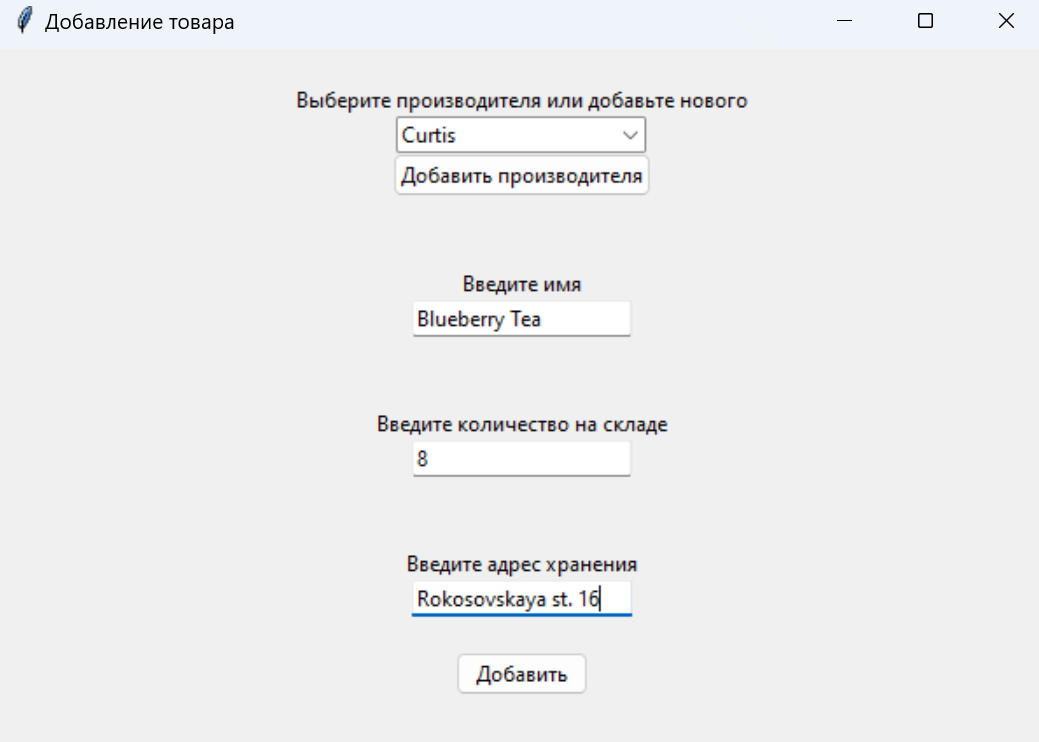 Добавление товара
Выберите производителя или добавьте нового
Curtis
Добавить производителя
Введите имя
Blueberry Tea
Введите количество на складе
8
Введите адрес хранения
Rokosovskaya st. 16
Добавить